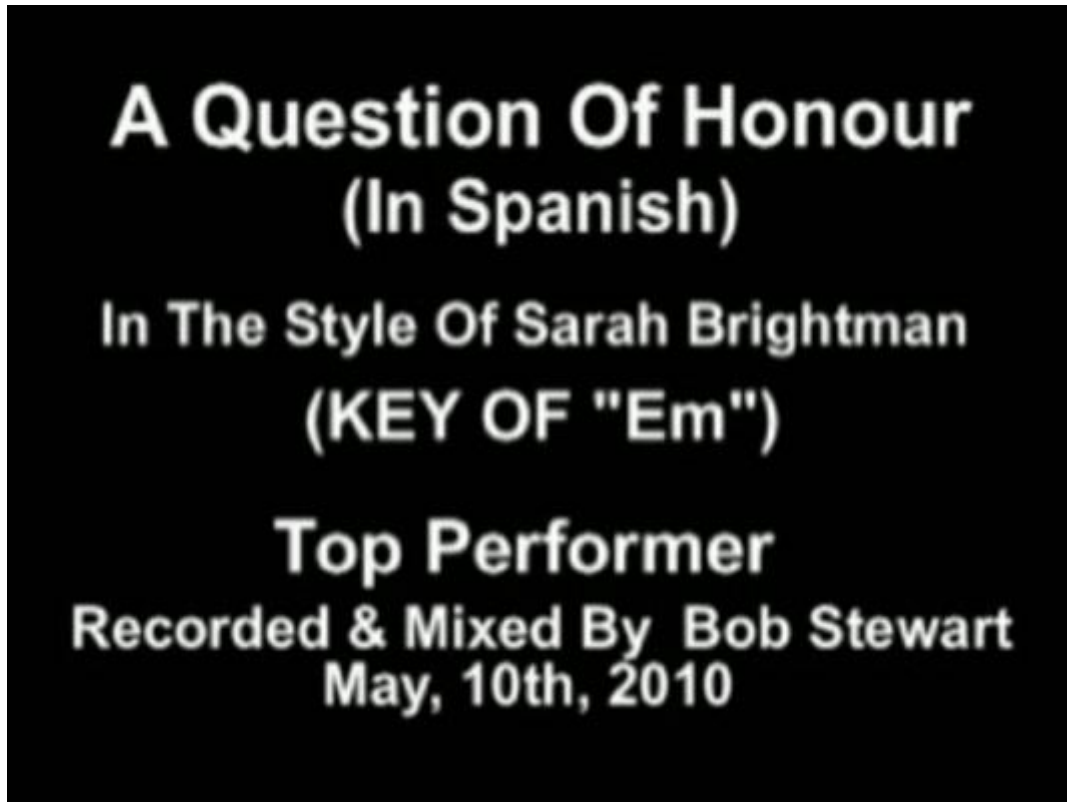 A Question Of Honour
(In Spanish)
In The Style Of Sarah Brightman
(KEY OF "Em")
Top Performer
Recorded & Mixed By  Bob Stewart
May, 10th, 2010